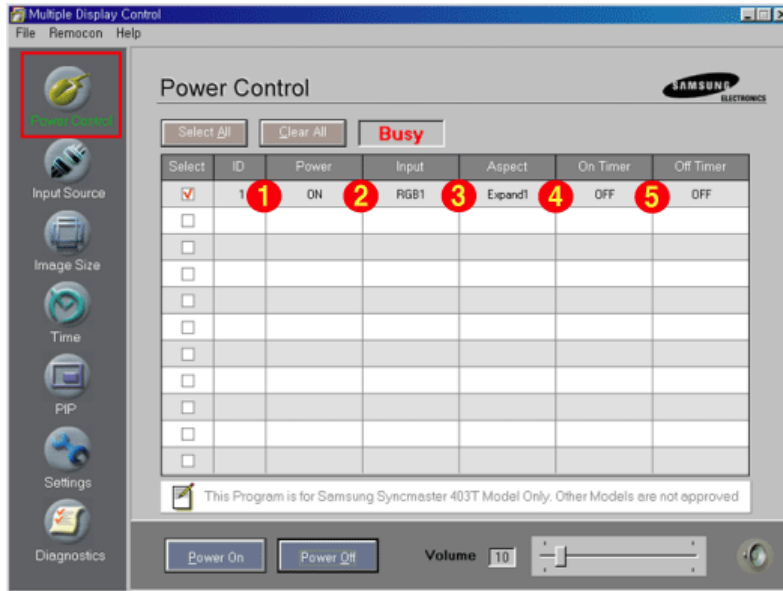 Multiple Display Control
File Remocon Help
Power Control
Input Source
Image Size
Time
PIP
Settings
Diagnostics
Power Control
SAMSUNG
ELECTRONICS
Select All Clear All Busy
Select ID Power Input Aspect On Timer Off Timer
1 1 ON 2 RGB1 3 Expand1 4 OFF 5 OFF
This Program is for Samsung Syncmaster 403T Model Only. Other Models are not approved
Power On Power Off Volume 10